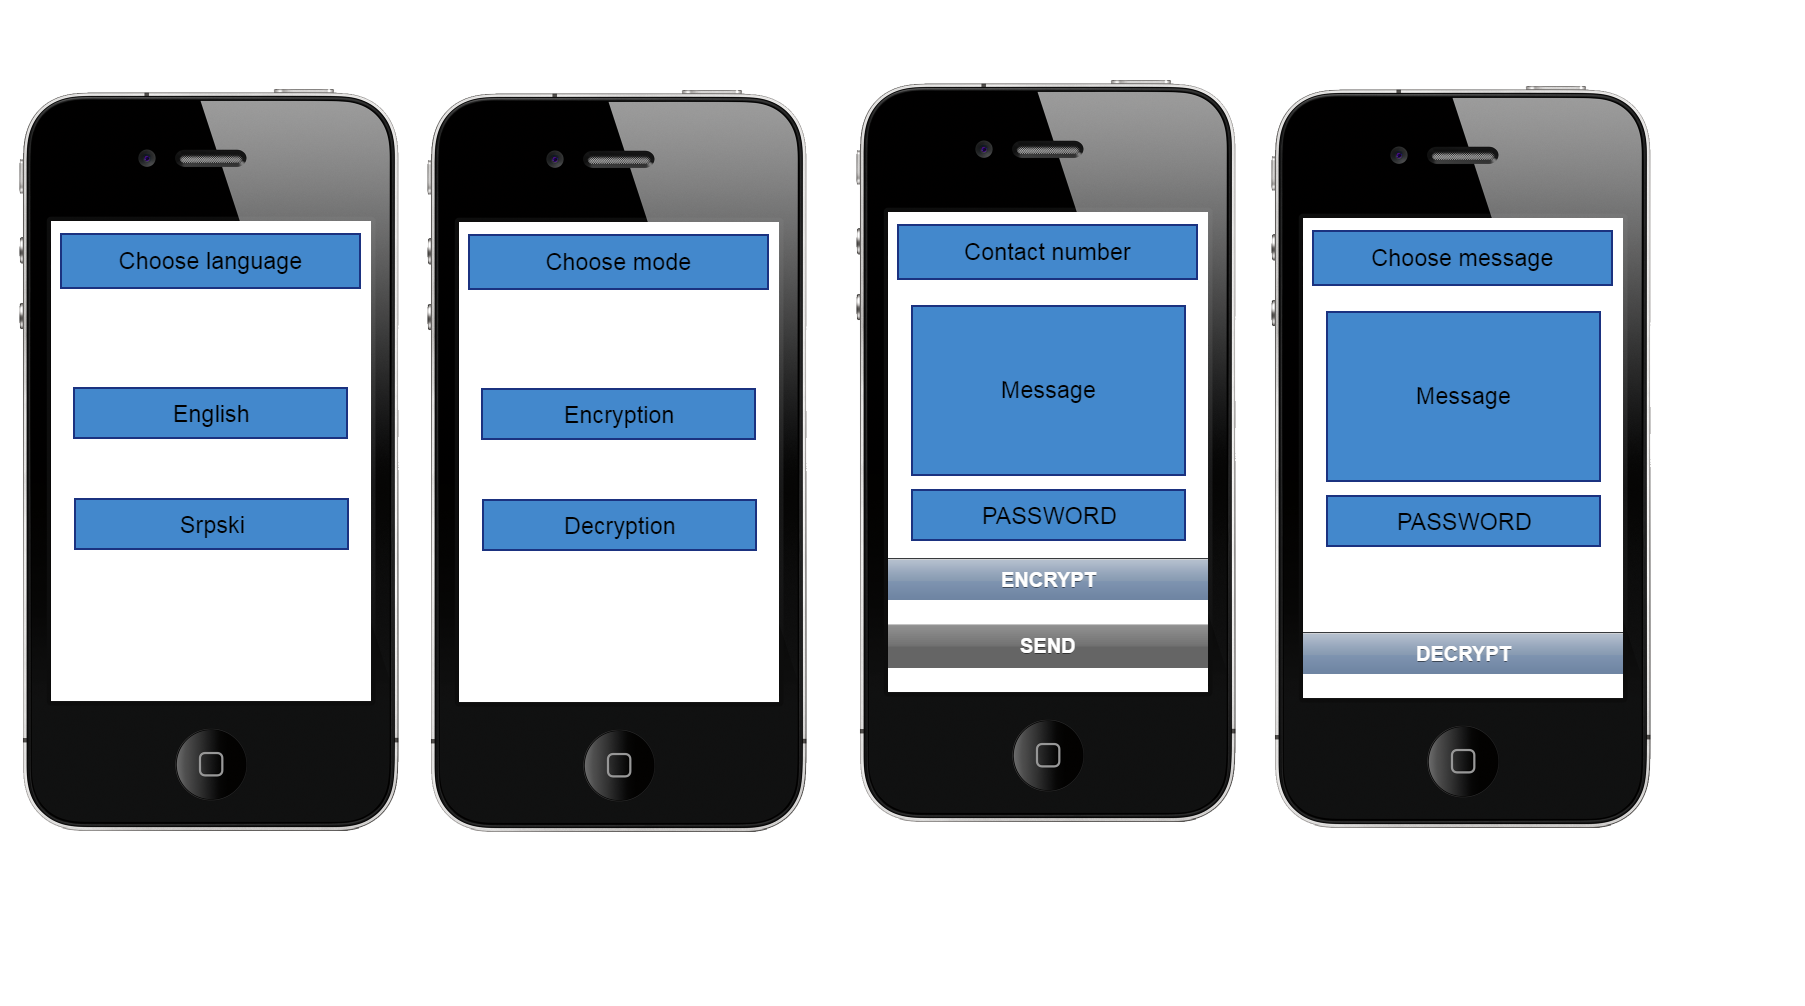 Choose language
English
Srpski
Choose mode
Encryption
Decryption
Contact number
Message
PASSWORD
ENCRYPT
SEND
Choose message
Message
PASSWORD
DECRYPT